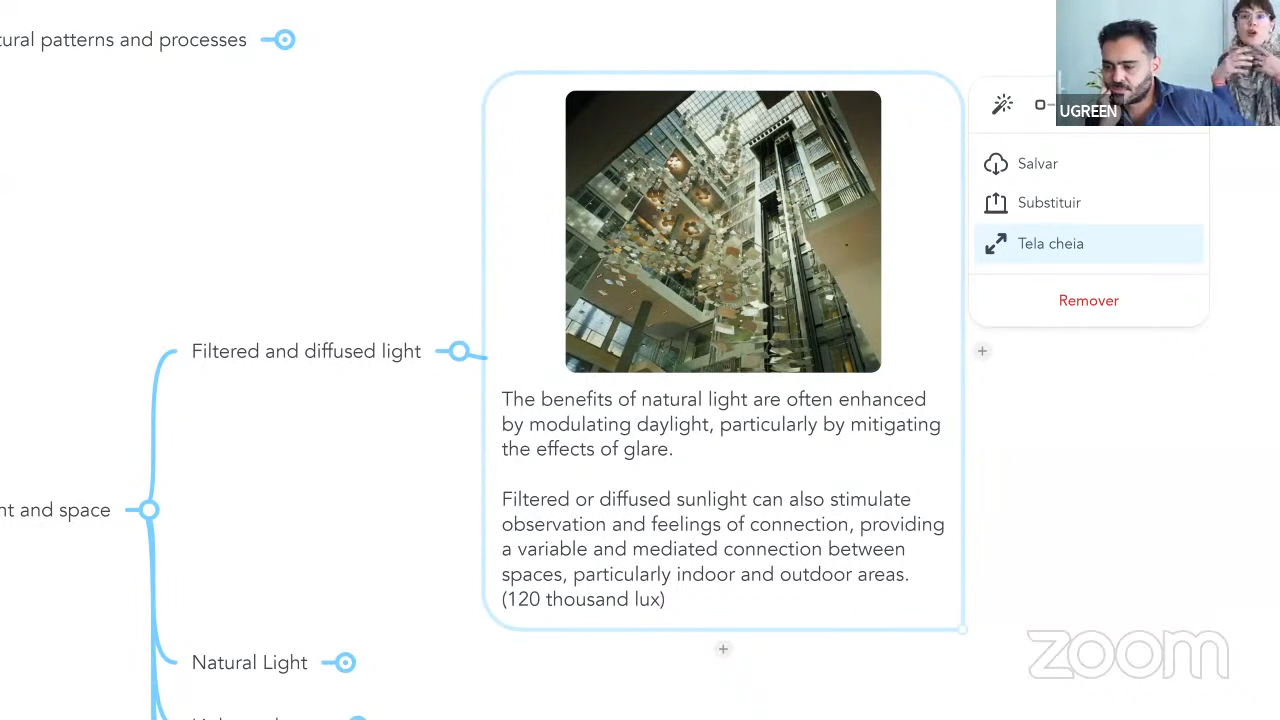 tural patterns and processes
UGREEN
Salvar
Substituir
Tela cheia
Remover
Filtered and diffused light
The benefits of natural light are often enhanced
by modulating daylight, particularly by mitigating
the effects of glare.
Filtered or diffused sunlight can also stimulate
observation and feelings of connection, providing
a variable and mediated connection between
spaces, particularly indoor and outdoor areas.
(120 thousand lux)
nt and space
Natural Light
zoom